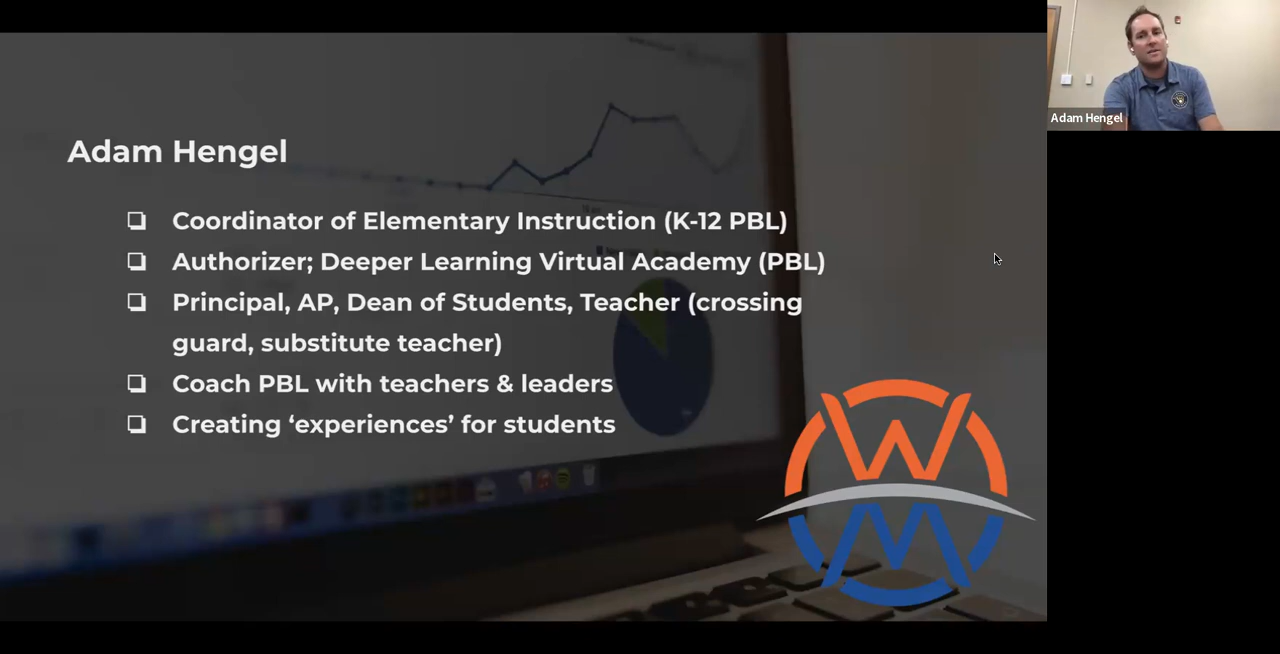 Adam Hengel
Coordinator of Elementary Instruction (K-12 PBL)
Authorizer; Deeper Learning Virtual Academy (PBL)
Principal, AP, Dean of Students, Teacher (crossing
guard, substitute teacher)
Coach PBL with teachers & leaders
Creating ‘experiences’ for students
W
M
Adam Hengel